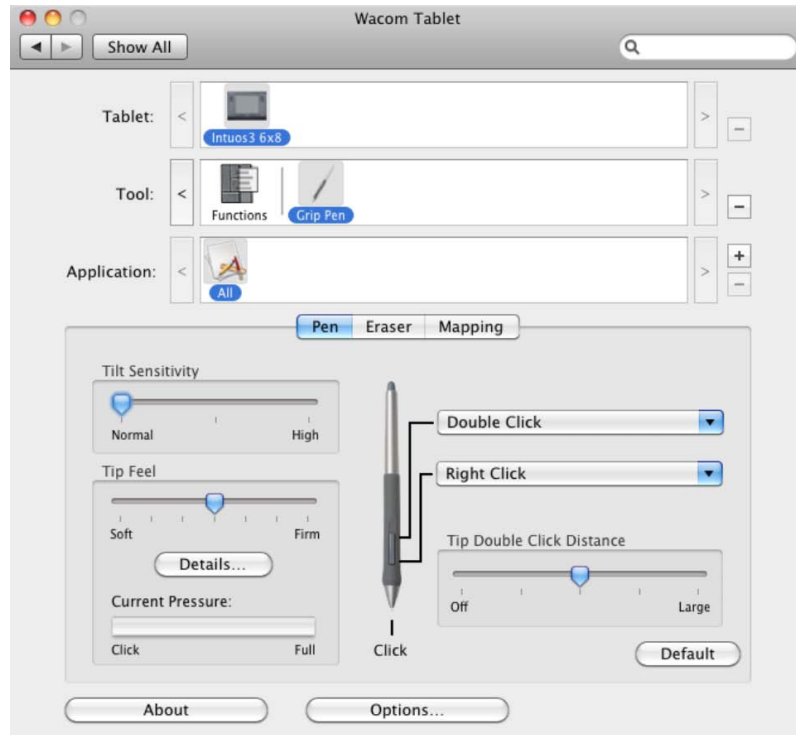 Wacom Tablet
Show All
Tablet:
Intuos3 6x8
Tool:
Functions
Grip Pen
Application:
All
Pen Eraser Mapping
Tilt Sensitivity
Normal High
Double Click
Right Click
Tip Feel
Soft Firm
Details...
Current Pressure:
Click Full
Click
Tip Double Click Distance
Off Large
Default
About
Options...